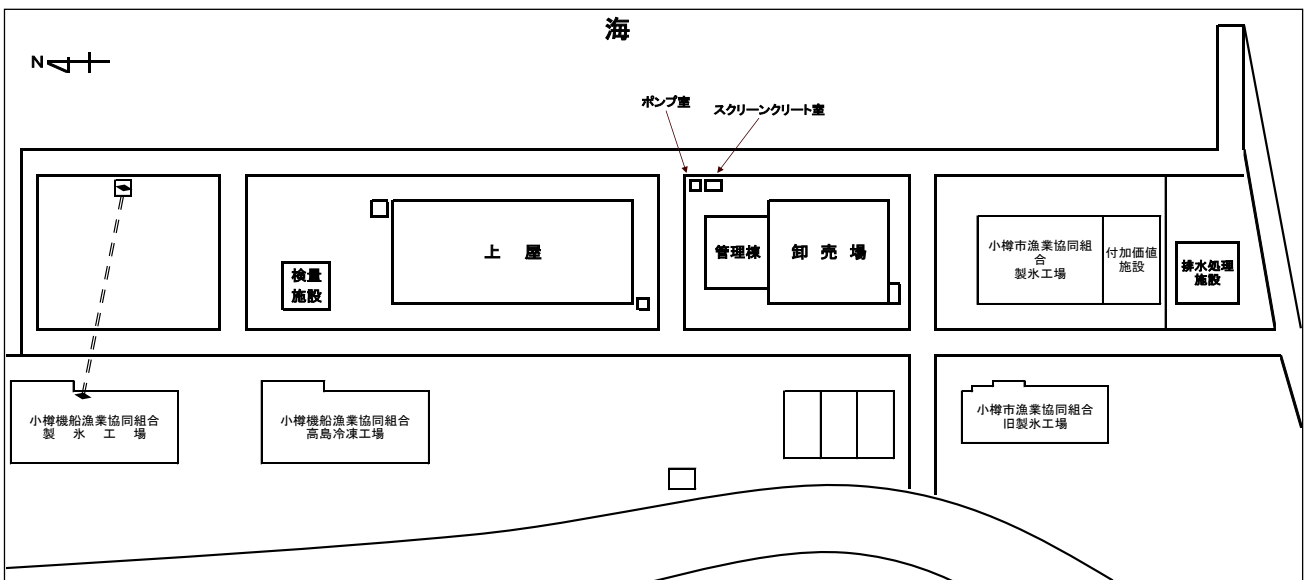 海
N
ポンプ室
スクリーンクリート室
上 屋
管理棟
卸 売 場
小樽市漁業協同組
合
製氷工場
付加価値
施設
排水処理
施設
検量
施設
小樽機船漁業協同組合
製 氷 工 場
小樽機船漁業協同組合
高島冷凍工場
小樽市漁業協同組合
旧製氷工場